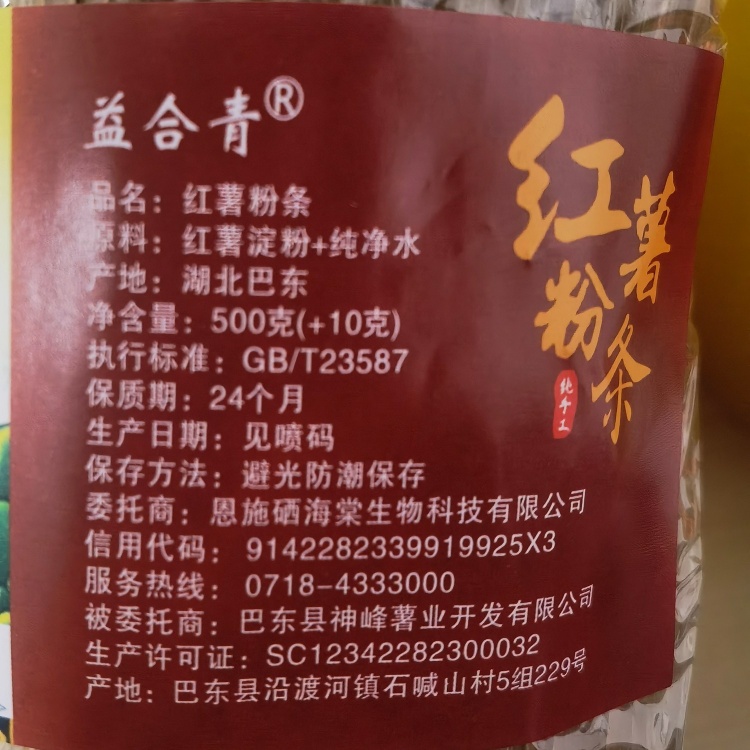 益合青®
品名：红薯粉条
原料：红薯淀粉+纯净水
产地：湖北巴东
净含量：500克(+10克)
执行标准：GB/T23587
保质期：24个月
生产日期：见喷码
保存方法：避光防潮保存
委托商：恩施硒海棠生物科技有限公司
信用代码：9142282339919925X3
服务热线：0718-4333000
被委托商：巴东县神峰薯业开发有限公司
生产许可证：SC12342282300032
产地：巴东县沿渡河镇石喊山村5组229号
红薯粉条
纯手工